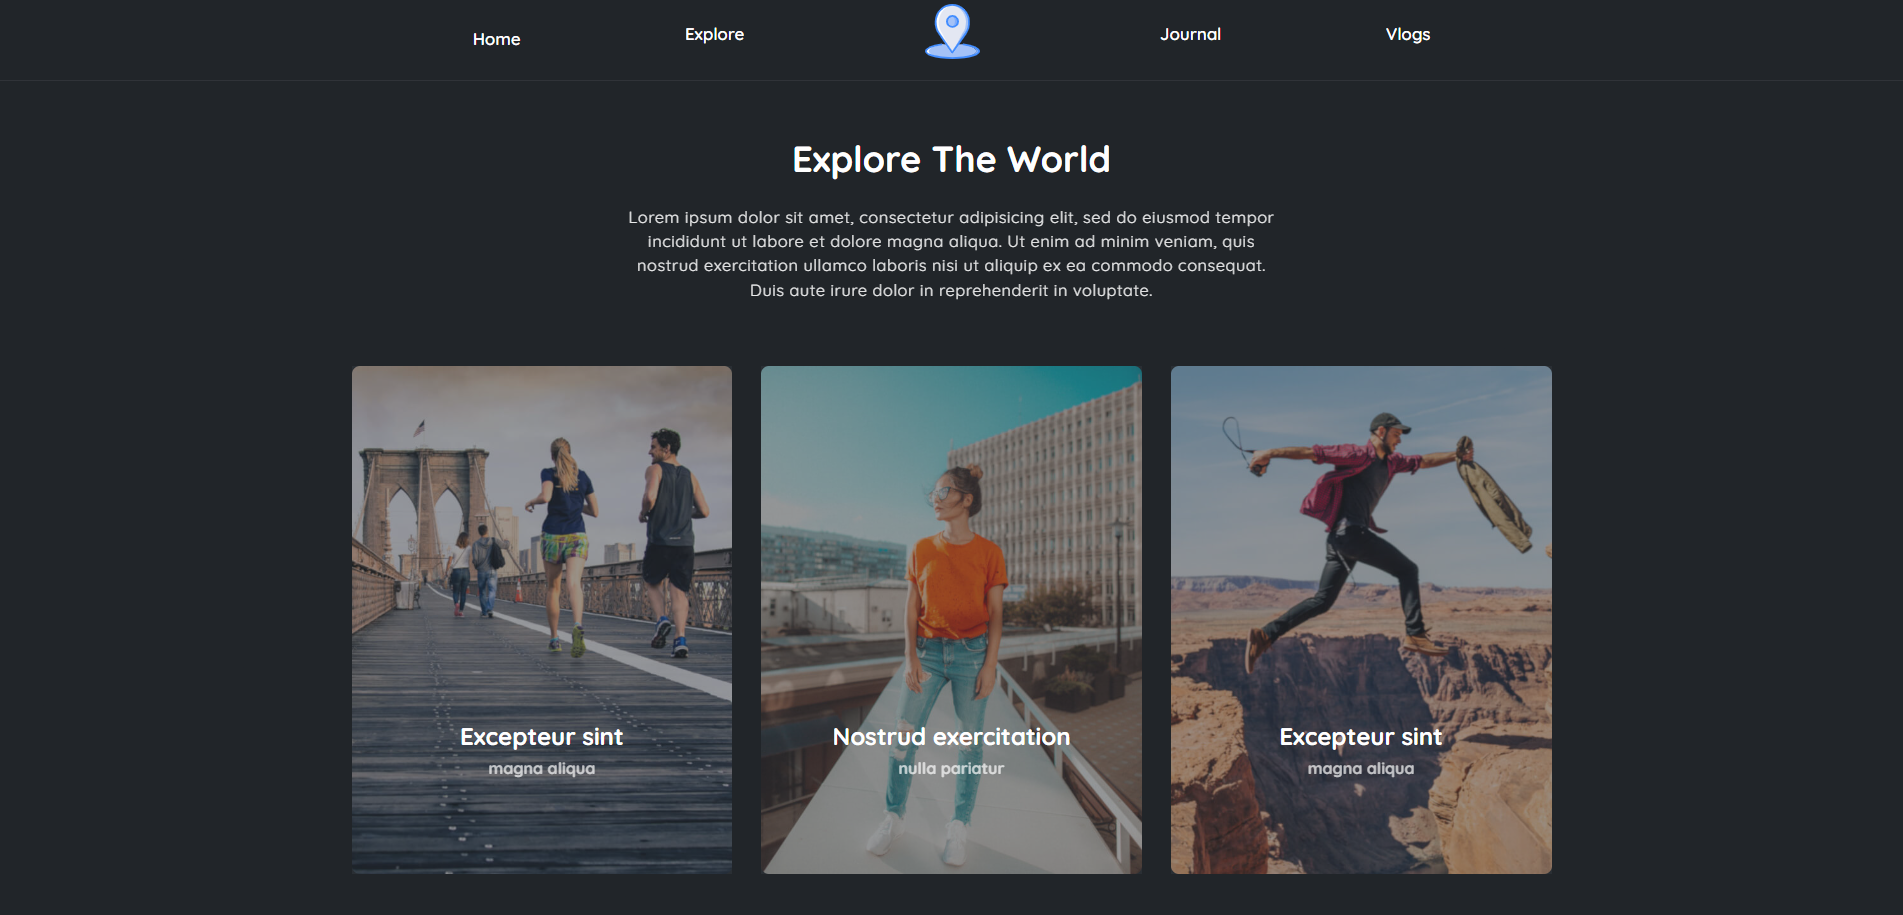 Home
Explore
Journal
Vlogs
Explore The World
Lorem ipsum dolor sit amet, consectetur adipisicing elit, sed do eiusmod tempor
incididunt ut labore et dolore magna aliqua. Ut enim ad minim veniam, quis
nostrud exercitation ullamco laboris nisi ut aliquip ex ea commodo consequat.
Duis aute irure dolor in reprehenderit in voluptate.
Excepteur sint
magna aliqua
Nostrud exercitation
nulla pariatur
Excepteur sint
magna aliqua